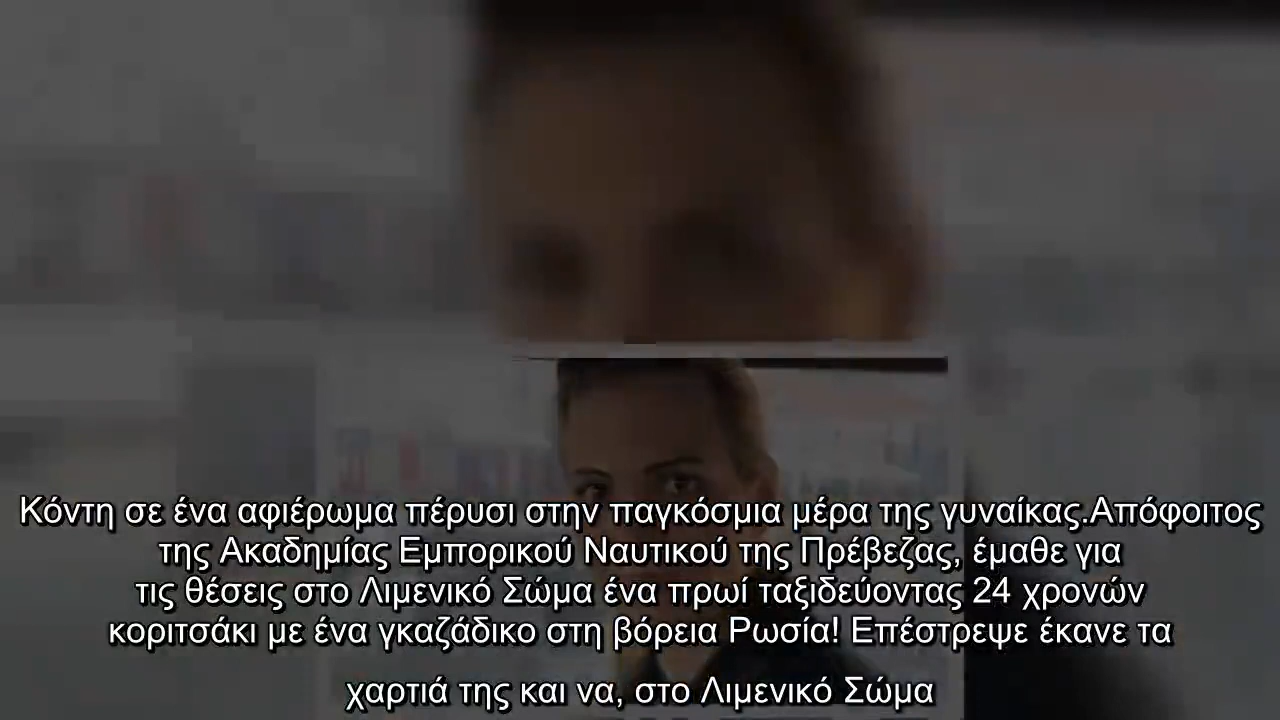 Κόντη σε ένα αφιέρωμα πέρυσι στην παγκόσμια μέρα της γυναίκας.Απόφοιτος
της Ακαδημίας Εμπορικού Ναυτικού της Πρέβεζας, έμαθε για
τις θέσεις στο Λιμενικό Σώμα ένα πρωί ταξιδεύοντας 24 χρονών
κοριτσάκι με ένα γκαζάδικο στη βόρεια Ρωσία! Επέστρεψε έκανε τα
χαρτιά της και να, στο Λιμενικό Σώμα